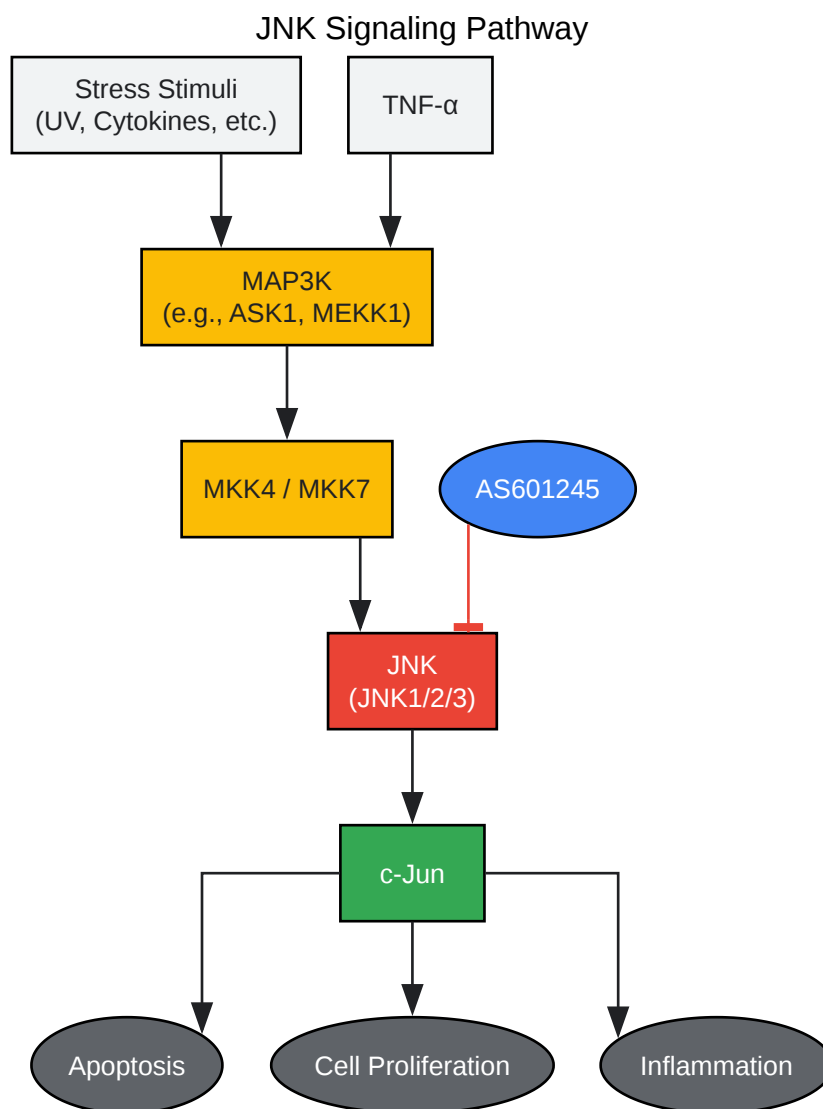 JNK Signaling Pathway
Stress Stimuli
(UV, Cytokines, etc.)
TNF-α
MAP3K
(e.g., ASK1, MEKK1)
MKK4 / MKK7
AS601245
JNK
(JNK1/2/3)
c-Jun
Apoptosis
Cell Proliferation
Inflammation